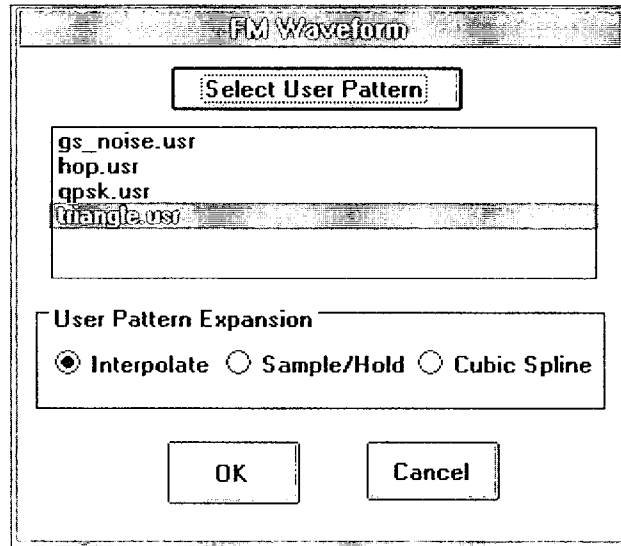 FM Waveform
Select User Pattern
gs_noise.usr
hop.usr
qpsk.usr
triangle.usr
User Pattern Expansion
Interpolate Sample/Hold Cubic Spline
OK Cancel